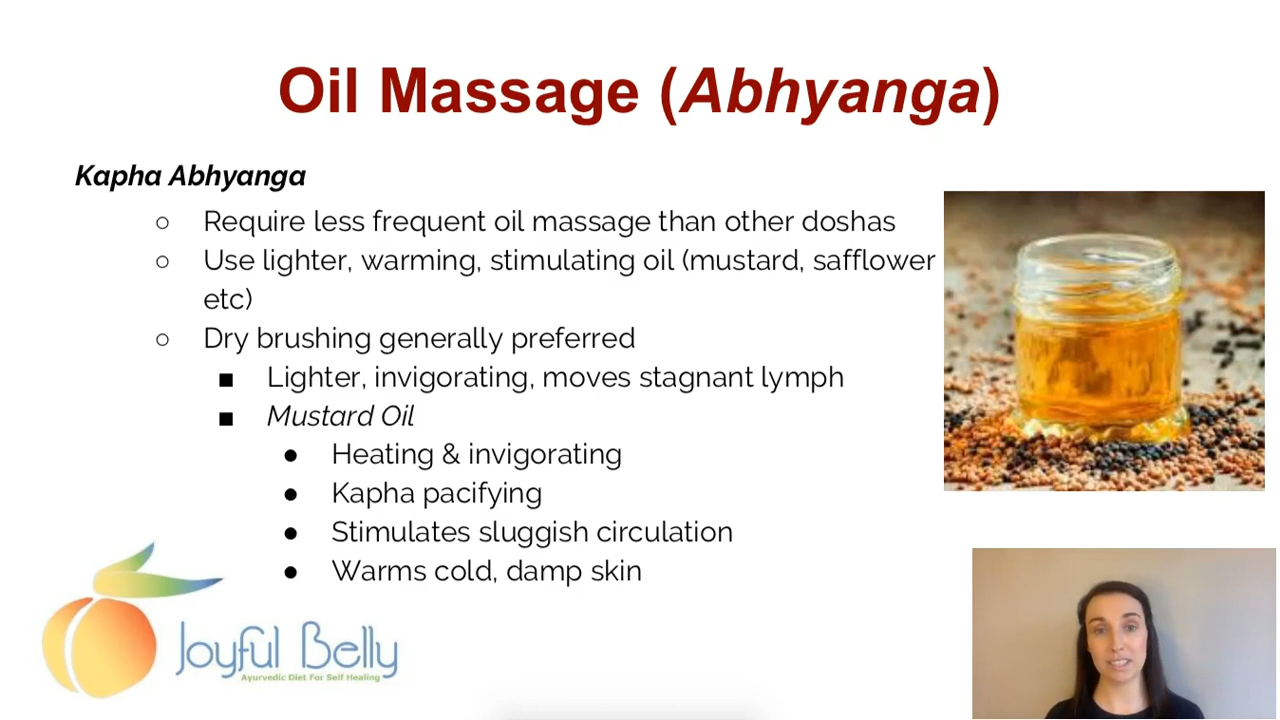 Oil Massage (Abhyanga)
Kapha Abhyanga
○ Require less frequent oil massage than other doshas
○ Use lighter, warming, stimulating oil (mustard, safflower
etc)
○ Dry brushing generally preferred
■ Lighter, invigorating, moves stagnant lymph
■ Mustard Oil
● Heating & invigorating
● Kapha pacifying
● Stimulates sluggish circulation
● Warms cold, damp skin
Joyful Belly
Ayurvedic Diet For Self Healing